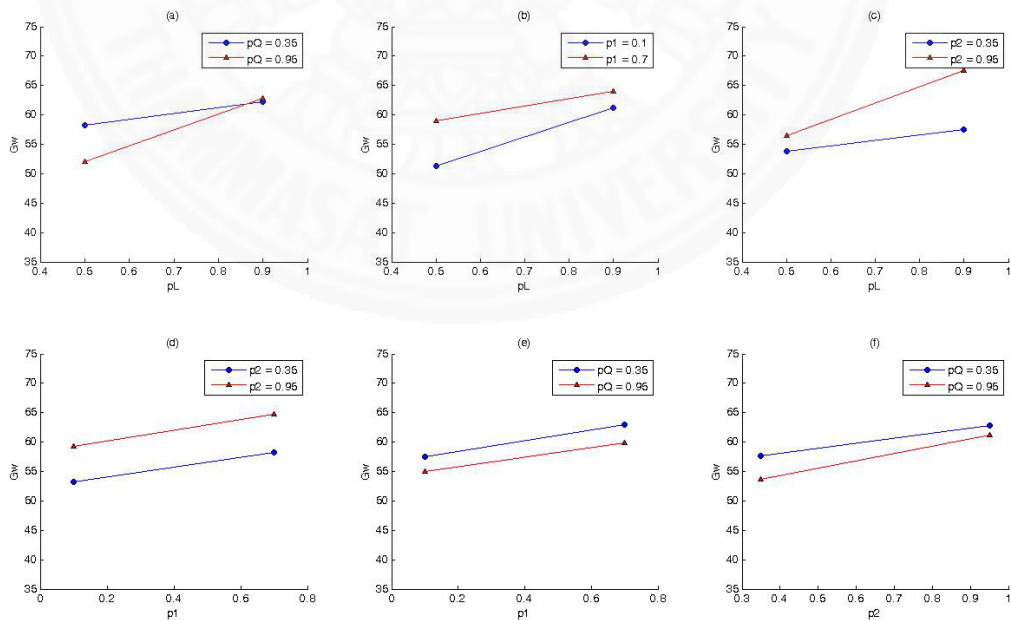 (a)
pQ = 0.35
pQ = 0.95
75
70
65
60
55
50
45
40
35
Gw
0.4 0.5 0.6 0.7 0.8 0.9 1
pL
(b)
p1 = 0.1
p1 = 0.7
75
70
65
60
55
50
45
40
35
Gw
0.4 0.5 0.6 0.7 0.8 0.9 1
pL
(c)
p2 = 0.35
p2 = 0.95
75
70
65
60
55
50
45
40
35
Gw
0.4 0.5 0.6 0.7 0.8 0.9 1
pL
(d)
p2 = 0.35
p2 = 0.95
75
70
65
60
55
50
45
40
35
Gw
0 0.2 0.4 0.6 0.8
p1
(e)
pQ = 0.35
pQ = 0.95
75
70
65
60
55
50
45
40
35
Gw
0 0.2 0.4 0.6 0.8
p1
(f)
pQ = 0.35
pQ = 0.95
75
70
65
60
55
50
45
40
35
Gw
0.3 0.4 0.5 0.6 0.7 0.8 0.9 1
p2
UNIVERSITY